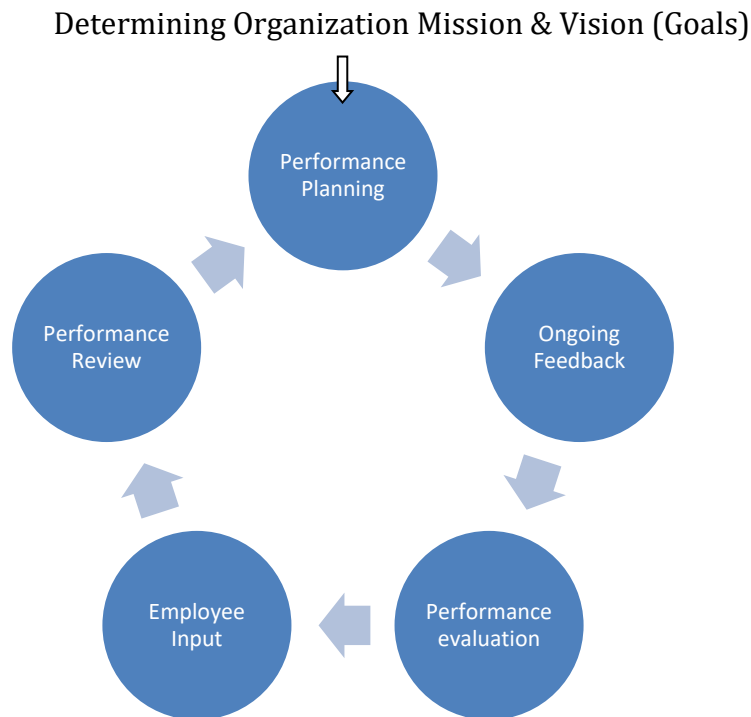 Determining Organization Mission & Vision (Goals)
Performance
Planning
Ongoing
Feedback
Performance
evaluation
Employee
Input
Performance
Review